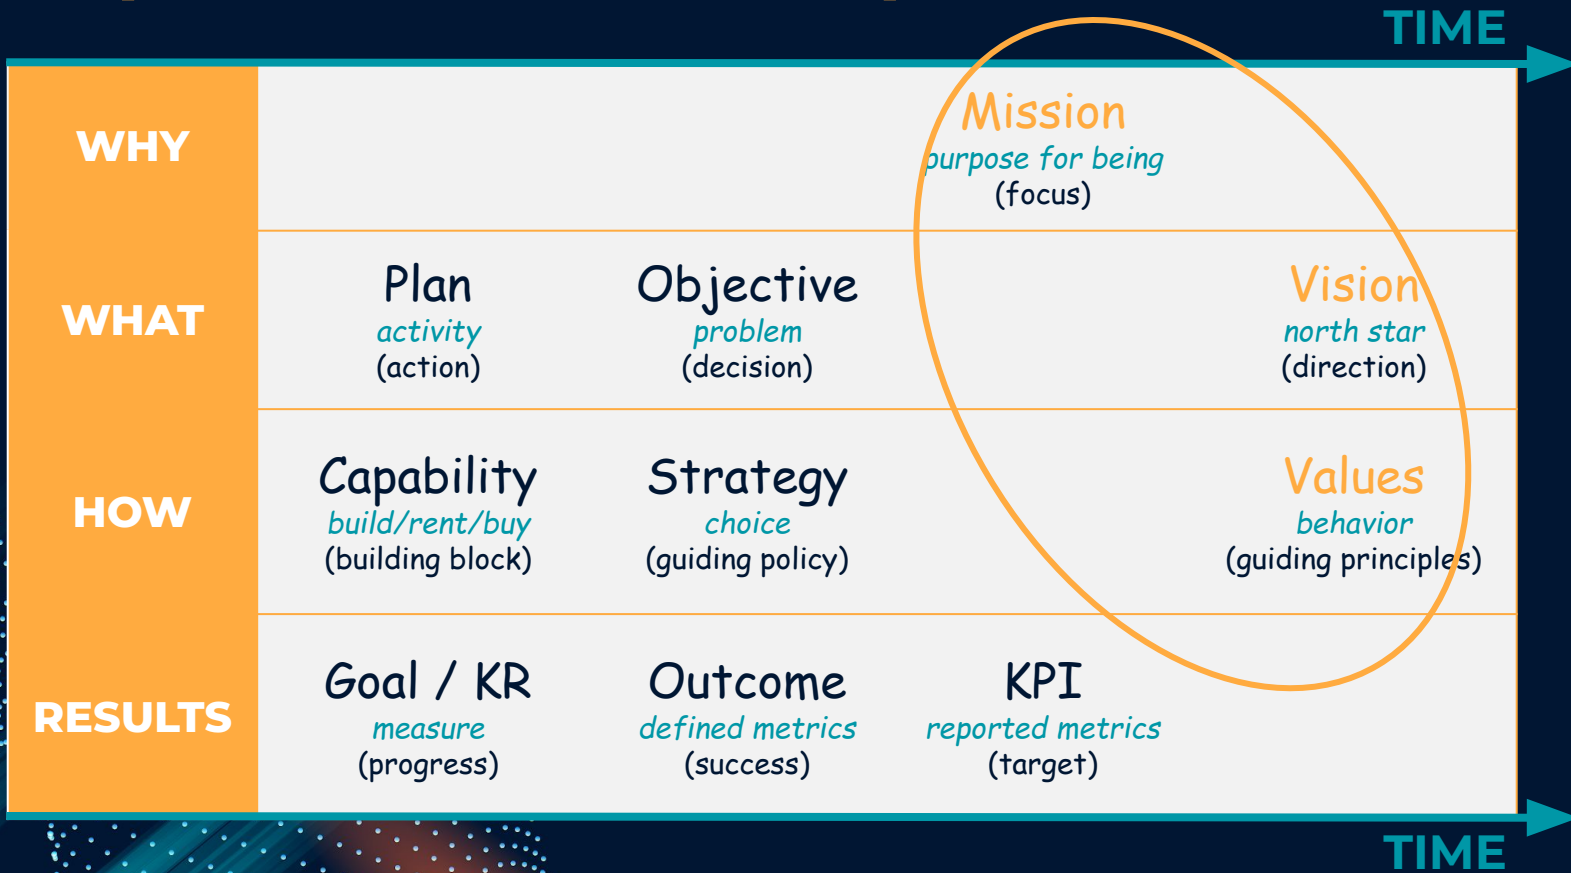 TIME
WHY
Mission
purpose for being
(focus)
WHAT
Plan
activity
(action)
Objective
problem
(decision)
Vision
north star
(direction)
HOW
Capability
build/rent/buy
(building block)
Strategy
choice
(guiding policy)
Values
behavior
(guiding principles)
RESULTS
Goal / KR
measure
(progress)
Outcome
defined metrics
(success)
KPI
reported metrics
(target)
TIME